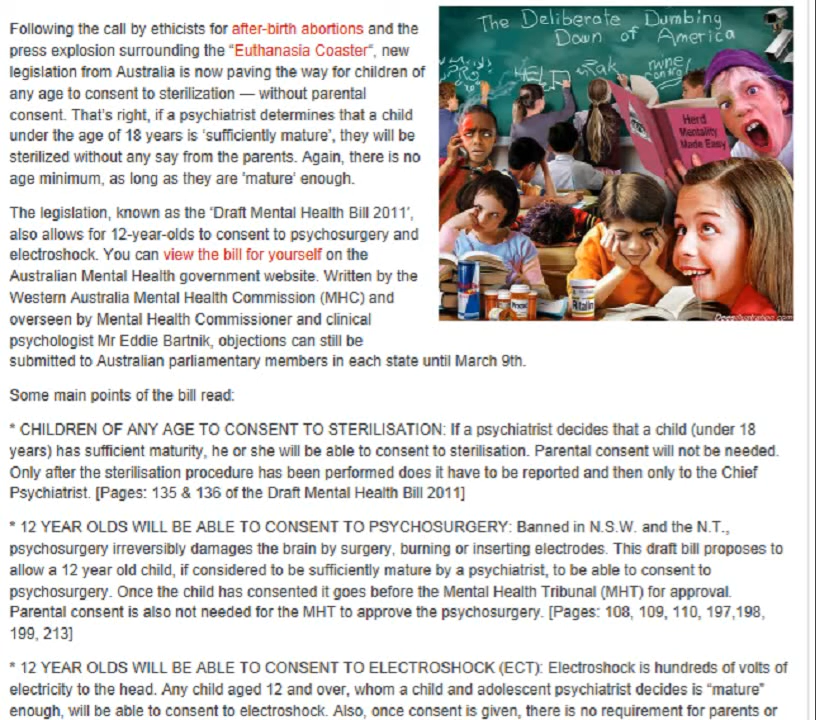 The Deliberate Dumbing
Down of America
HELP
Herd
Mentality
Made Easy
Prozac
Ritalin
Following the call by ethicists for after-birth abortions and the
press explosion surrounding the “Euthanasia Coaster“, new
legislation from Australia is now paving the way for children of
any age to consent to sterilization — without parental
consent. That's right, if a psychiatrist determines that a child
under the age of 18 years is 'sufficiently mature', they will be
sterilized without any say from the parents. Again, there is no
age minimum, as long as they are 'mature' enough.
The legislation, known as the 'Draft Mental Health Bill 2011',
also allows for 12-year-olds to consent to psychosurgery and
electroshock. You can view the bill for yourself on the
Australian Mental Health government website. Written by the
Western Australia Mental Health Commission (MHC) and
overseen by Mental Health Commissioner and clinical
psychologist Mr Eddie Bartnik, objections can still be
submitted to Australian parliamentary members in each state until March 9th.
Some main points of the bill read:
* CHILDREN OF ANY AGE TO CONSENT TO STERILISATION: If a psychiatrist decides that a child (under 18
years) has sufficient maturity, he or she will be able to consent to sterilisation. Parental consent will not be needed.
Only after the sterilisation procedure has been performed does it have to be reported and then only to the Chief
Psychiatrist. [Pages: 135 & 136 of the Draft Mental Health Bill 2011]
* 12 YEAR OLDS WILL BE ABLE TO CONSENT TO PSYCHOSURGERY: Banned in N.S.W. and the N.T.,
psychosurgery irreversibly damages the brain by surgery, burning or inserting electrodes. This draft bill proposes to
allow a 12 year old child, if considered to be sufficiently mature by a psychiatrist, to be able to consent to
psychosurgery. Once the child has consented it goes before the Mental Health Tribunal (MHT) for approval.
Parental consent is also not needed for the MHT to approve the psychosurgery. [Pages: 108, 109, 110, 197,198,
199, 213]
* 12 YEAR OLDS WILL BE ABLE TO CONSENT TO ELECTROSHOCK (ECT): Electroshock is hundreds of volts of
electricity to the head. Any child aged 12 and over, whom a child and adolescent psychiatrist decides is “mature”
enough, will be able to consent to electroshock. Also, once consent is given, there is no requirement for parents or